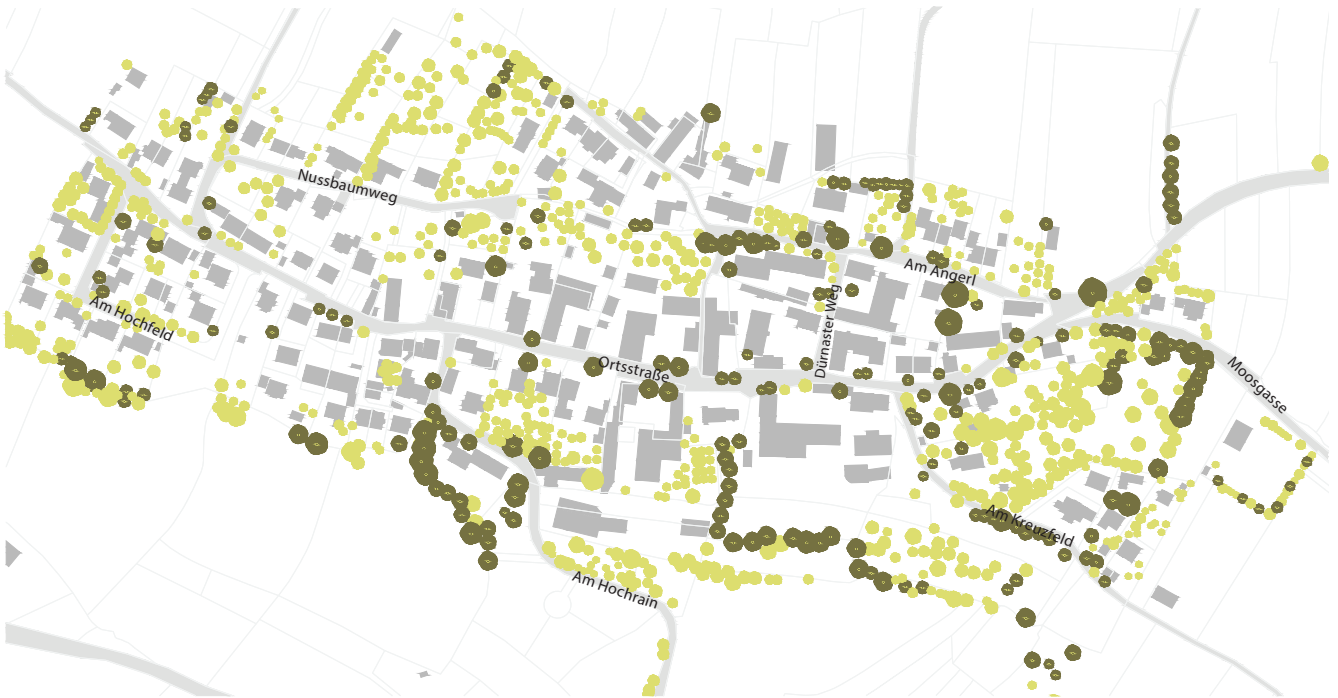 Nussbaumweg
Am Angerl
Am Hochfeld
Dürnaster Weg
Ortsstraße
Moosgasse
Am Kreuzfeld
Am Hochrain